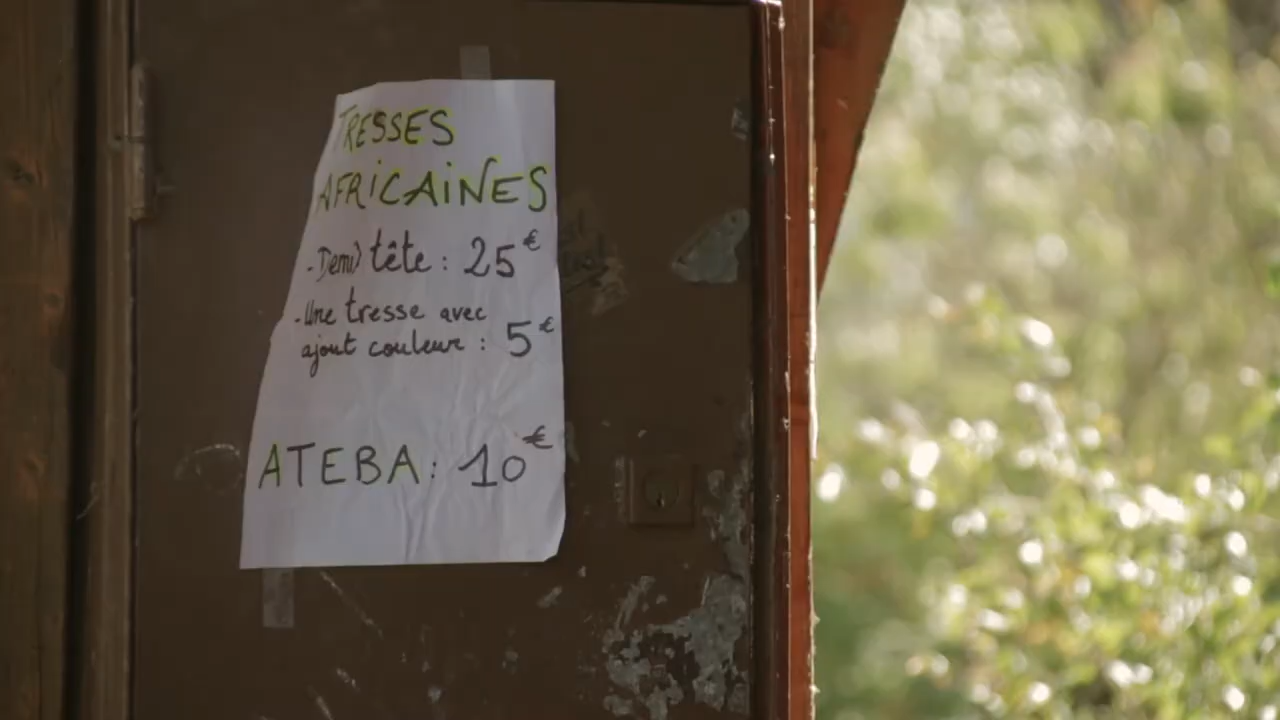 TRESSES
AFRICAINES
- Demi tête : 25€
- Une tresse avec
ajout couleur : 5€
ATEBA : 10€